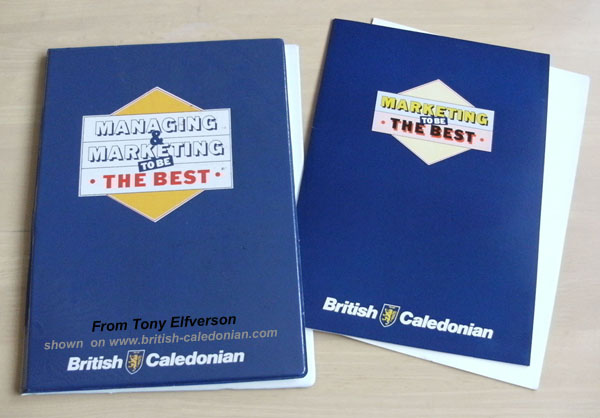 MANAGING
&
MARKETING
TO BE
• THE BEST •
From Tony Elfverson
shown on www.british-caledonian.com
British Caledonian
MARKETING
TO BE
• THE BEST •
British Caledonian